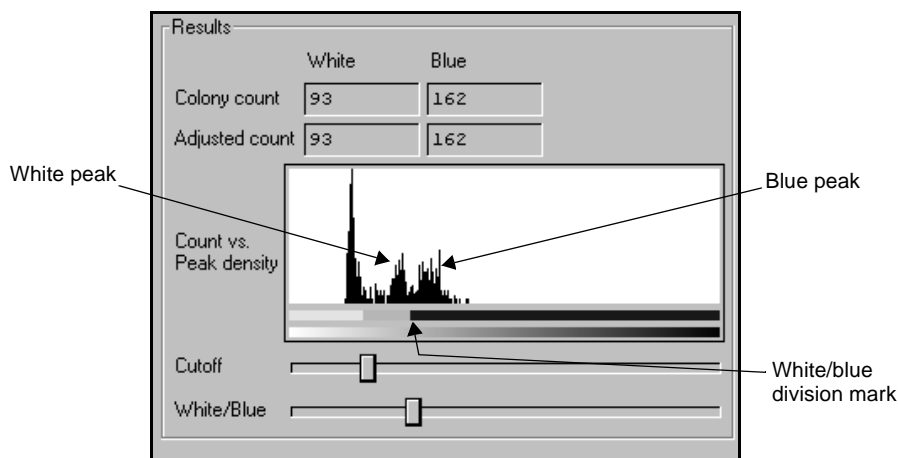 Results
White Blue
Colony count 93 162
Adjusted count 93 162
White peak
Blue peak
Count vs.
Peak density
Cutoff
White/Blue
White/blue
division mark